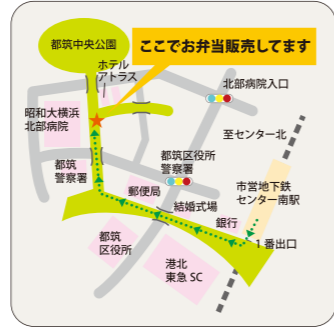 都筑中央公園
ここでお弁当販売してます
ホテル
アトラス
北部病院入口
昭和大横浜
北部病院
至センター北
都筑
警察署
都筑区役所
警察署
郵便局
市営地下鉄
センター南駅
結婚式場
銀行
都筑
区役所
1番出口
港北
東急 SC